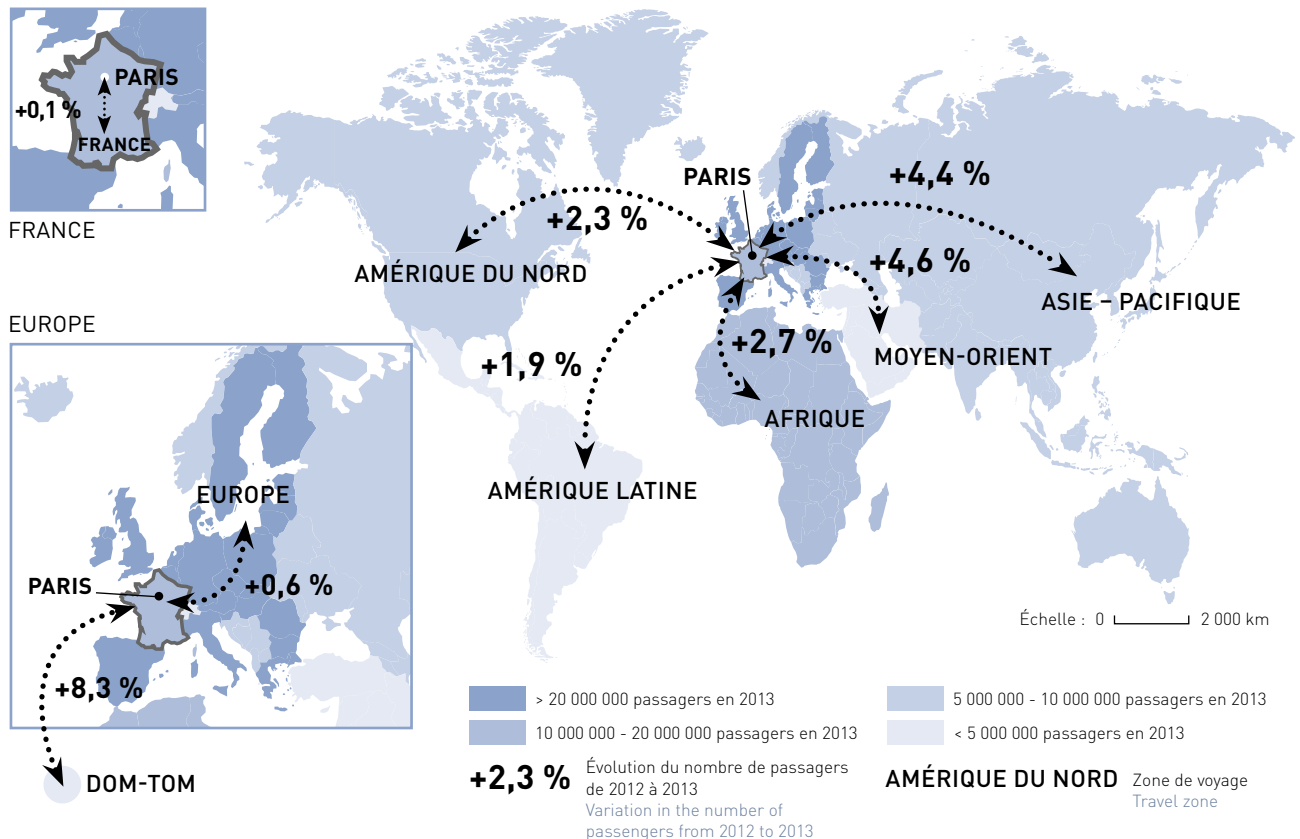 PARIS
+0,1 %
FRANCE
FRANCE
PARIS
+4,4 %
+2,3 %
AMÉRIQUE DU NORD
+4,6 %
ASIE – PACIFIQUE
+1,9 %
+2,7 %
MOYEN-ORIENT
AFRIQUE
AMÉRIQUE LATINE
EUROPE
EUROPE
PARIS
+0,6 %
+8,3 %
DOM-TOM
Échelle : 0 2 000 km
> 20 000 000 passagers en 2013
10 000 000 - 20 000 000 passagers en 2013
5 000 000 - 10 000 000 passagers en 2013
< 5 000 000 passagers en 2013
+2,3 %
Évolution du nombre de passagers
de 2012 à 2013
Variation in the number of
passengers from 2012 to 2013
AMÉRIQUE DU NORD
Zone de voyage
Travel zone